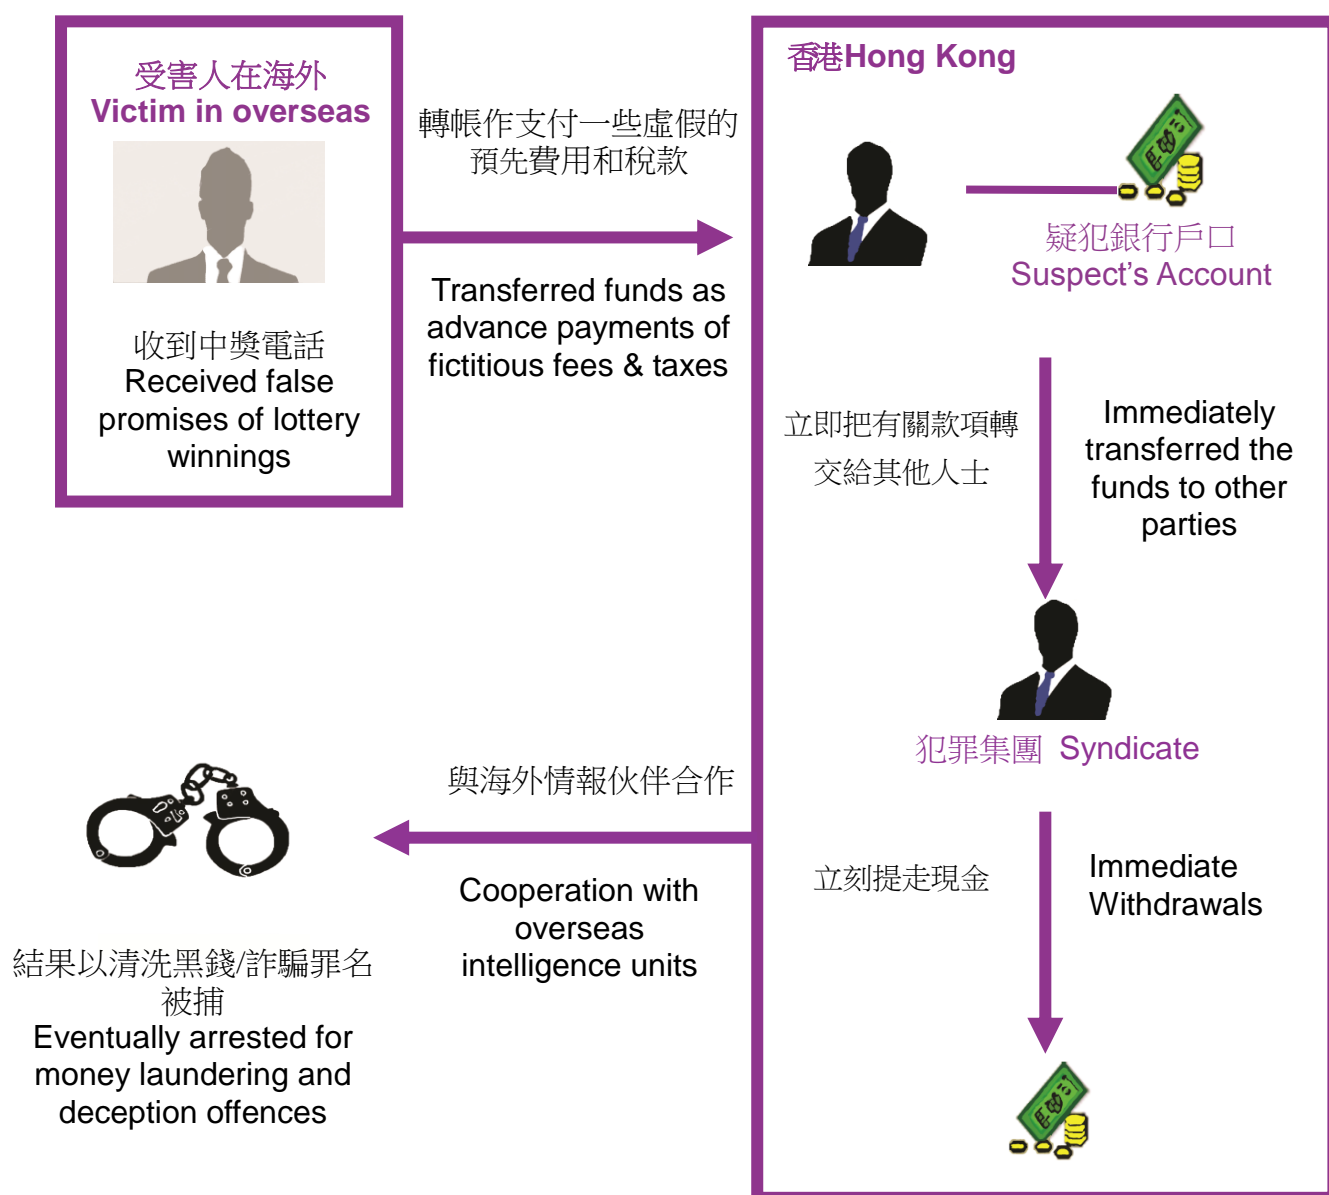 受害人在海外
Victim in overseas
收到中獎電話
Received false
promises of lottery
winnings
轉帳作支付一些虛假的
預先費用和稅款
Transferred funds as
advance payments of
fictitious fees & taxes
香港Hong Kong
疑犯銀行戶口
Suspect's Account
立即把有關款項轉
交給其他人士
Immediately
transferred the
funds to other
parties
犯罪集團 Syndicate
立刻提走現金
Immediate
Withdrawals
與海外情報伙伴合作
Cooperation with
overseas
intelligence units
結果以清洗黑錢/詐騙罪名
被捕
Eventually arrested for
money laundering and
deception offences